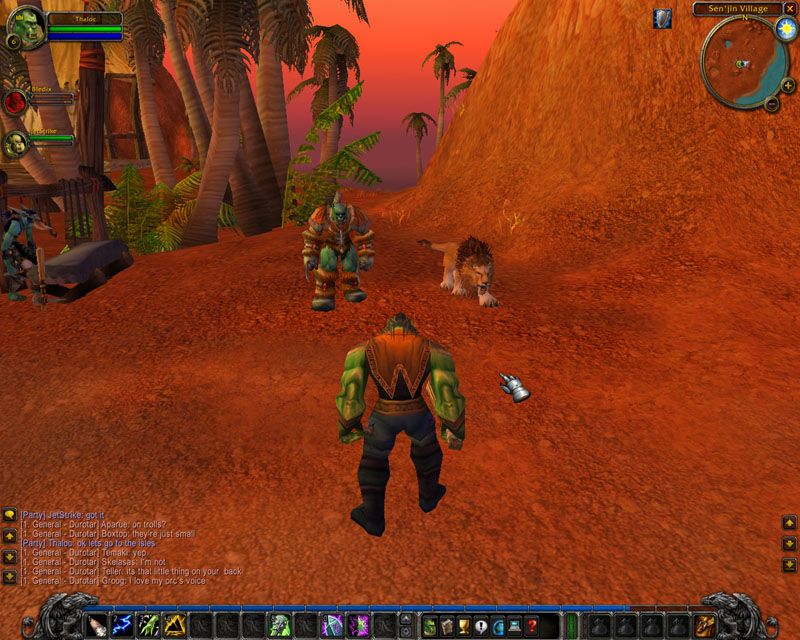 Thaloc
Sen'jin Village
N
6
Bledix
JetStrike
[Party] JetStrike: got it
1. General - Durotar] Aparue: on trolls?
1. General - Durotar] Boxtop: they're just small
[Party] Thaloc: ok lets go to the isles
1. General - Durotar] Temaki: yep
1. General - Durotar] Skelasas: I'm not
1. General - Durotar] Teller: its that little thing on your back
1. General - Durotar] Groog: I love my orc's voice